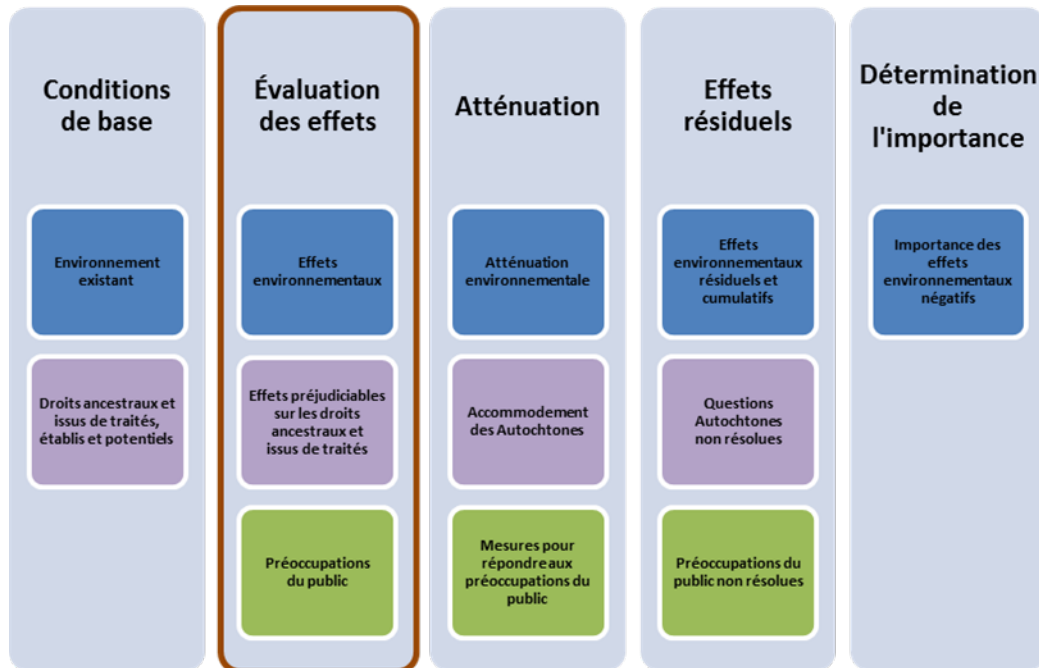 Conditions
de base
Environnement
existant
Droits ancestraux et
issus de traités,
établis et potentiels
Évaluation
des effets
Effets
environnementaux
Effets préjudiciables
sur les droits
ancestraux et
issus de traités
Préoccupations
du public
Atténuation
Atténuation
environnementale
Accommodement
des Autochtones
Mesures pour
répondre aux
préoccupations du
public
Effets
résiduels
Effets
environnementaux
résiduels et
cumulatifs
Questions
Autochtones
non résolues
Préoccupations du
public non résolues
Détermination
de
l'importance
Importance des
effets
environnementaux
négatifs